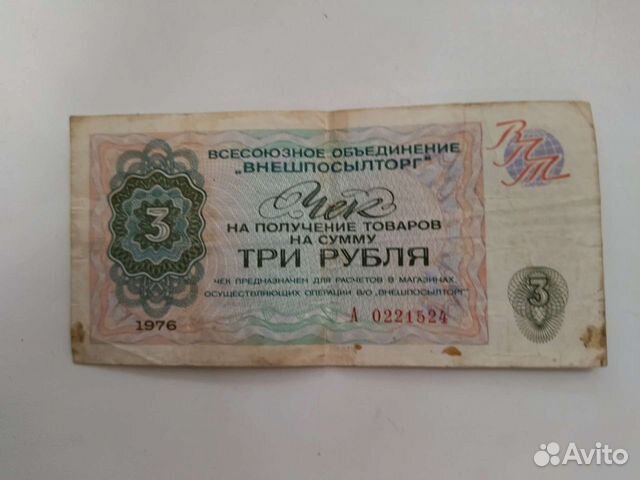 ВСЕСОЮЗНОЕ ОБЪЕДИНЕНИЕ
"ВНЕШПОСЫЛТОРГ"
ВПТ
Чек
НА ПОЛУЧЕНИЕ ТОВАРОВ
НА СУММУ
3
ТРИ РУБЛЯ
ЧЕК ПРЕДНАЗНАЧЕН ДЛЯ РАСЧЕТОВ В МАГАЗИНАХ,
ОСУЩЕСТВЛЯЮЩИХ ОПЕРАЦИИ В/О „ВНЕШПОСЫЛТОРГ"
3
1976
А 0221524
Avito